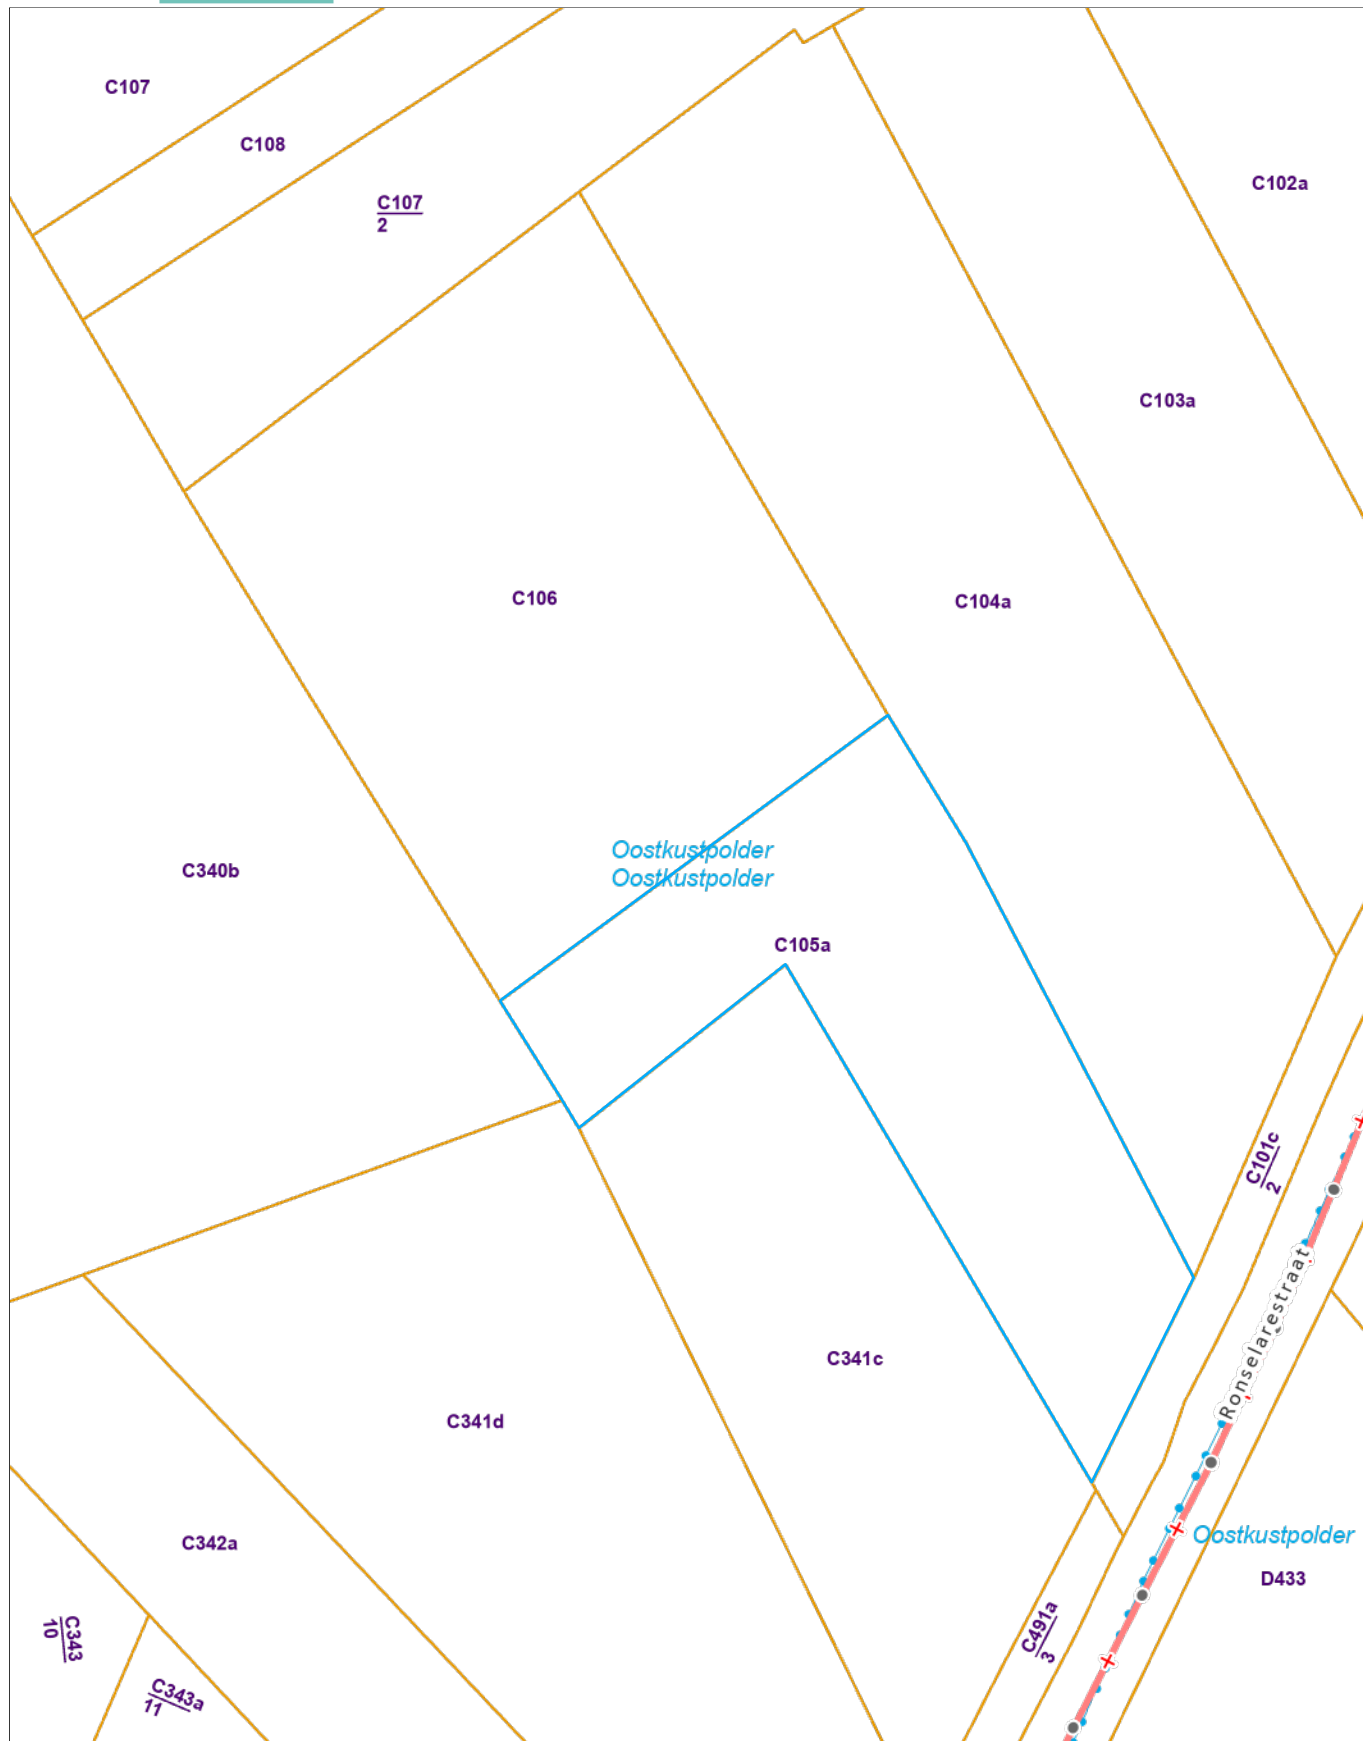 C107
C108
C102a
C107
2
C103a
C106
C104a
Oostkustpolder
C340b
Oostkustpolder
C105a
C101c
2
Ronselarestraat
C341c
C341d
Oostkustpolder
C342a
D433
C343
10
C491a
3
C343a
11